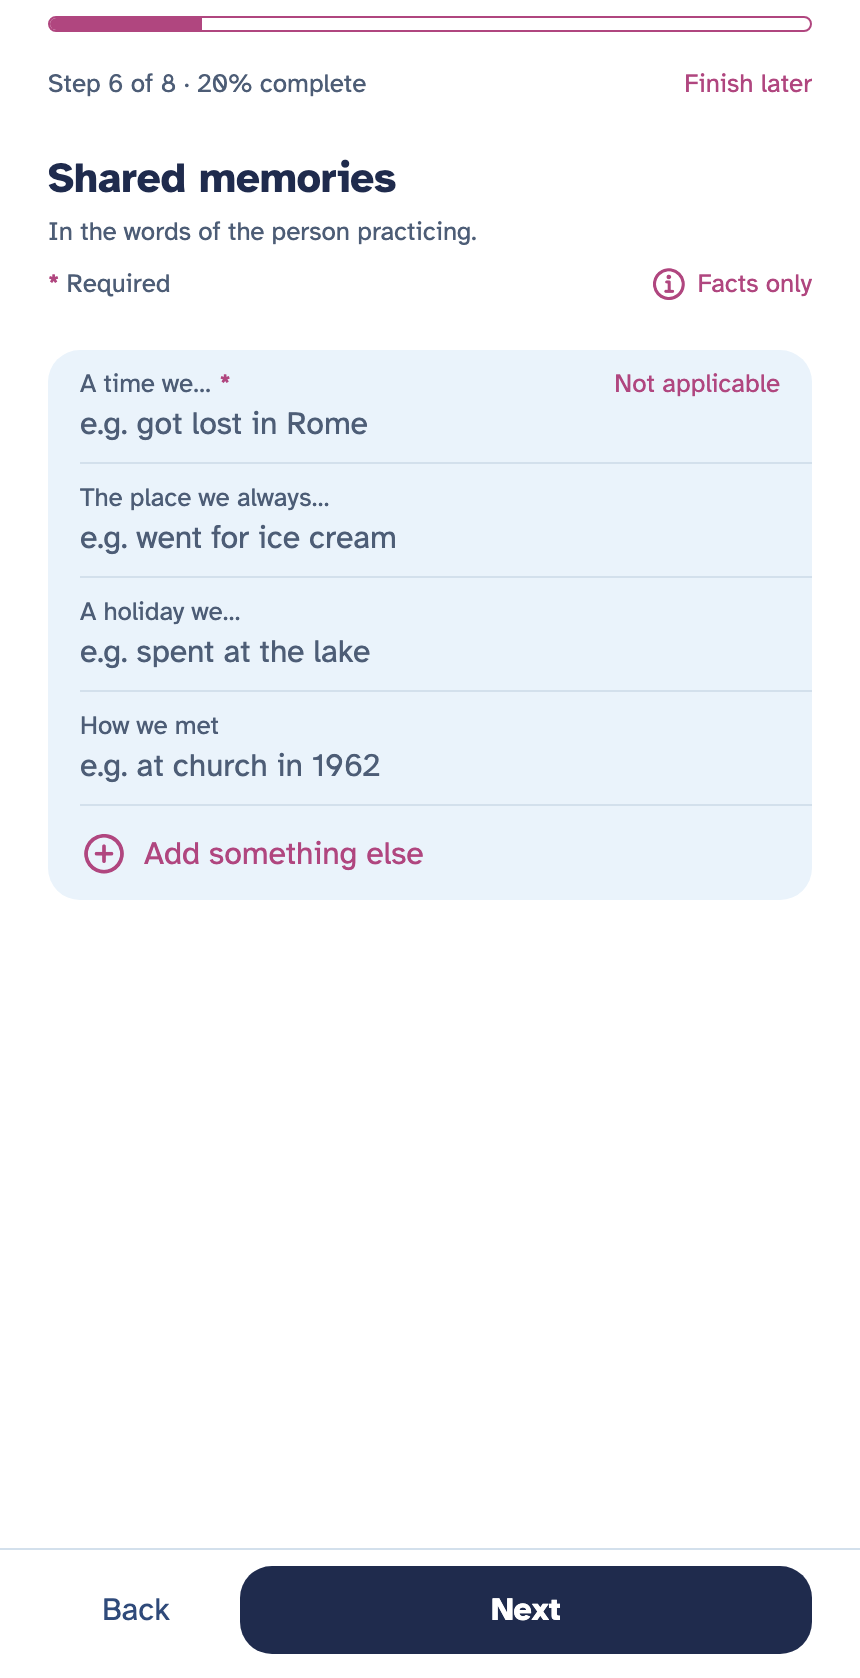 Step 6 of 8 · 20% complete
Finish later
Shared memories
In the words of the person practicing.
* Required
Facts only
A time we... *
Not applicable
e.g. got lost in Rome
The place we always...
e.g. went for ice cream
A holiday we...
e.g. spent at the lake
How we met
e.g. at church in 1962
Add something else
Back
Next